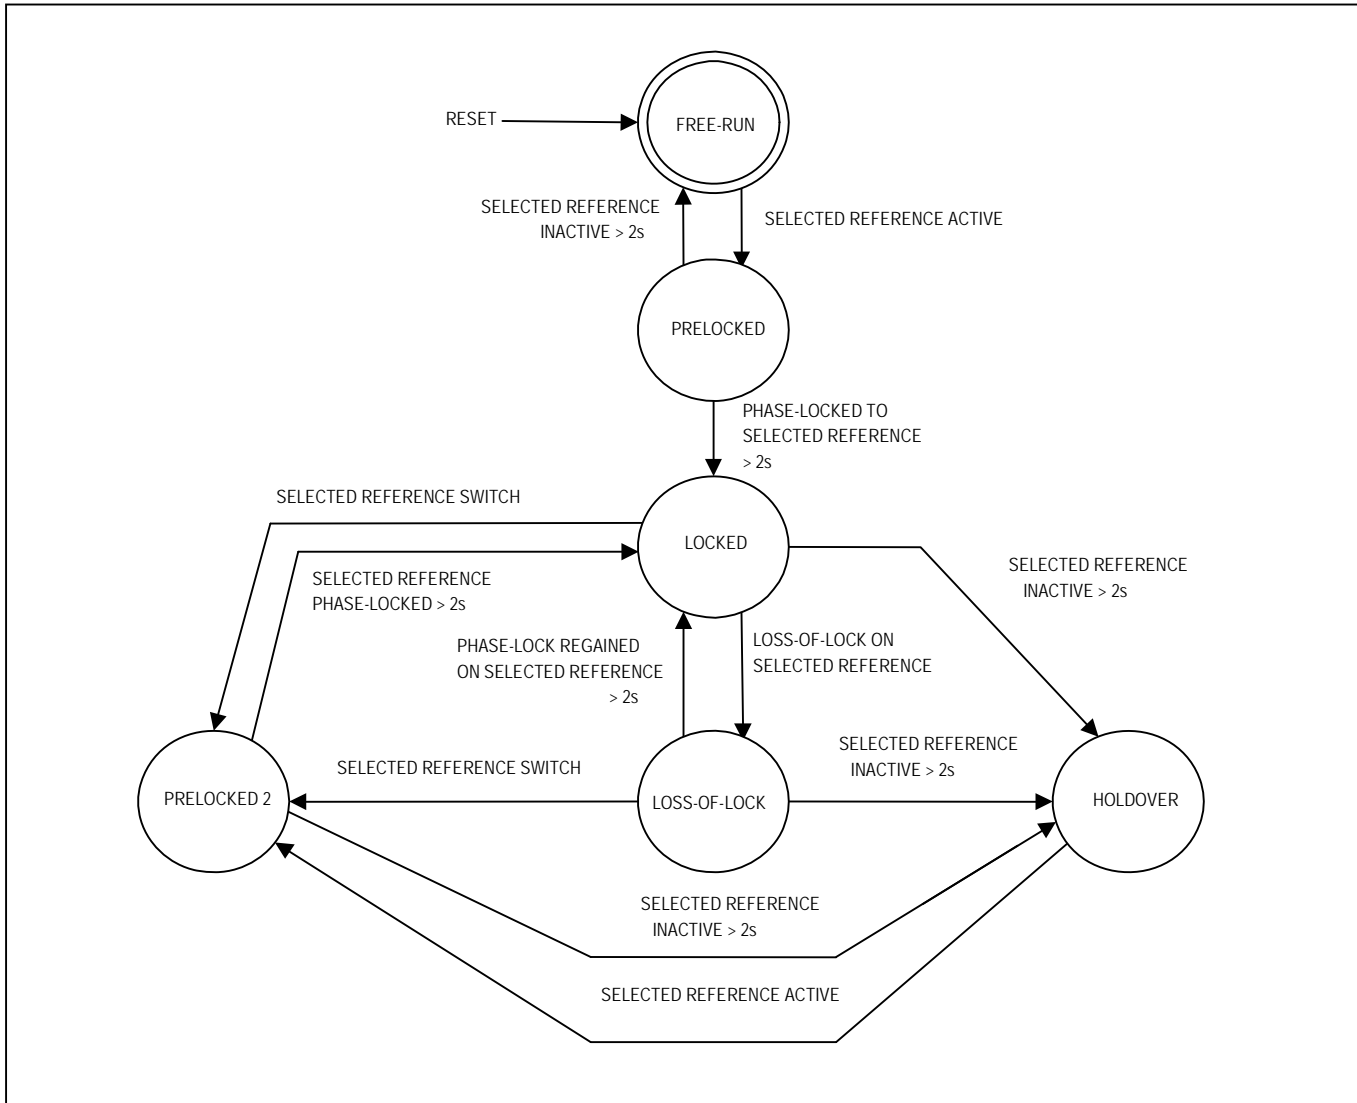 RESET
FREE-RUN
SELECTED REFERENCE
INACTIVE > 2s
SELECTED REFERENCE ACTIVE
PRELOCKED
PHASE-LOCKED TO
SELECTED REFERENCE
> 2s
SELECTED REFERENCE SWITCH
LOCKED
SELECTED REFERENCE
INACTIVE > 2s
SELECTED REFERENCE
PHASE-LOCKED > 2s
PHASE-LOCK REGAINED
ON SELECTED REFERENCE
> 2s
LOSS-OF-LOCK ON
SELECTED REFERENCE
SELECTED REFERENCE
INACTIVE > 2s
SELECTED REFERENCE SWITCH
PRELOCKED 2
LOSS-OF-LOCK
HOLDOVER
SELECTED REFERENCE
INACTIVE > 2s
SELECTED REFERENCE ACTIVE